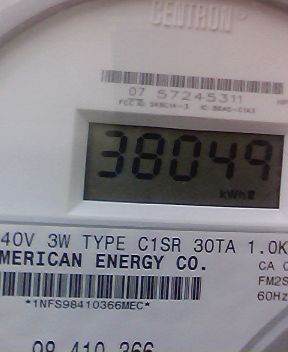 CENTRON
07 57245311
38049
kWh
40V 3W TYPE C1SR 30TA 1.0K
MERICAN ENERGY CO.
CA 0
FM2S
60Hz
*1NFS98410366MEC*
98 410 366